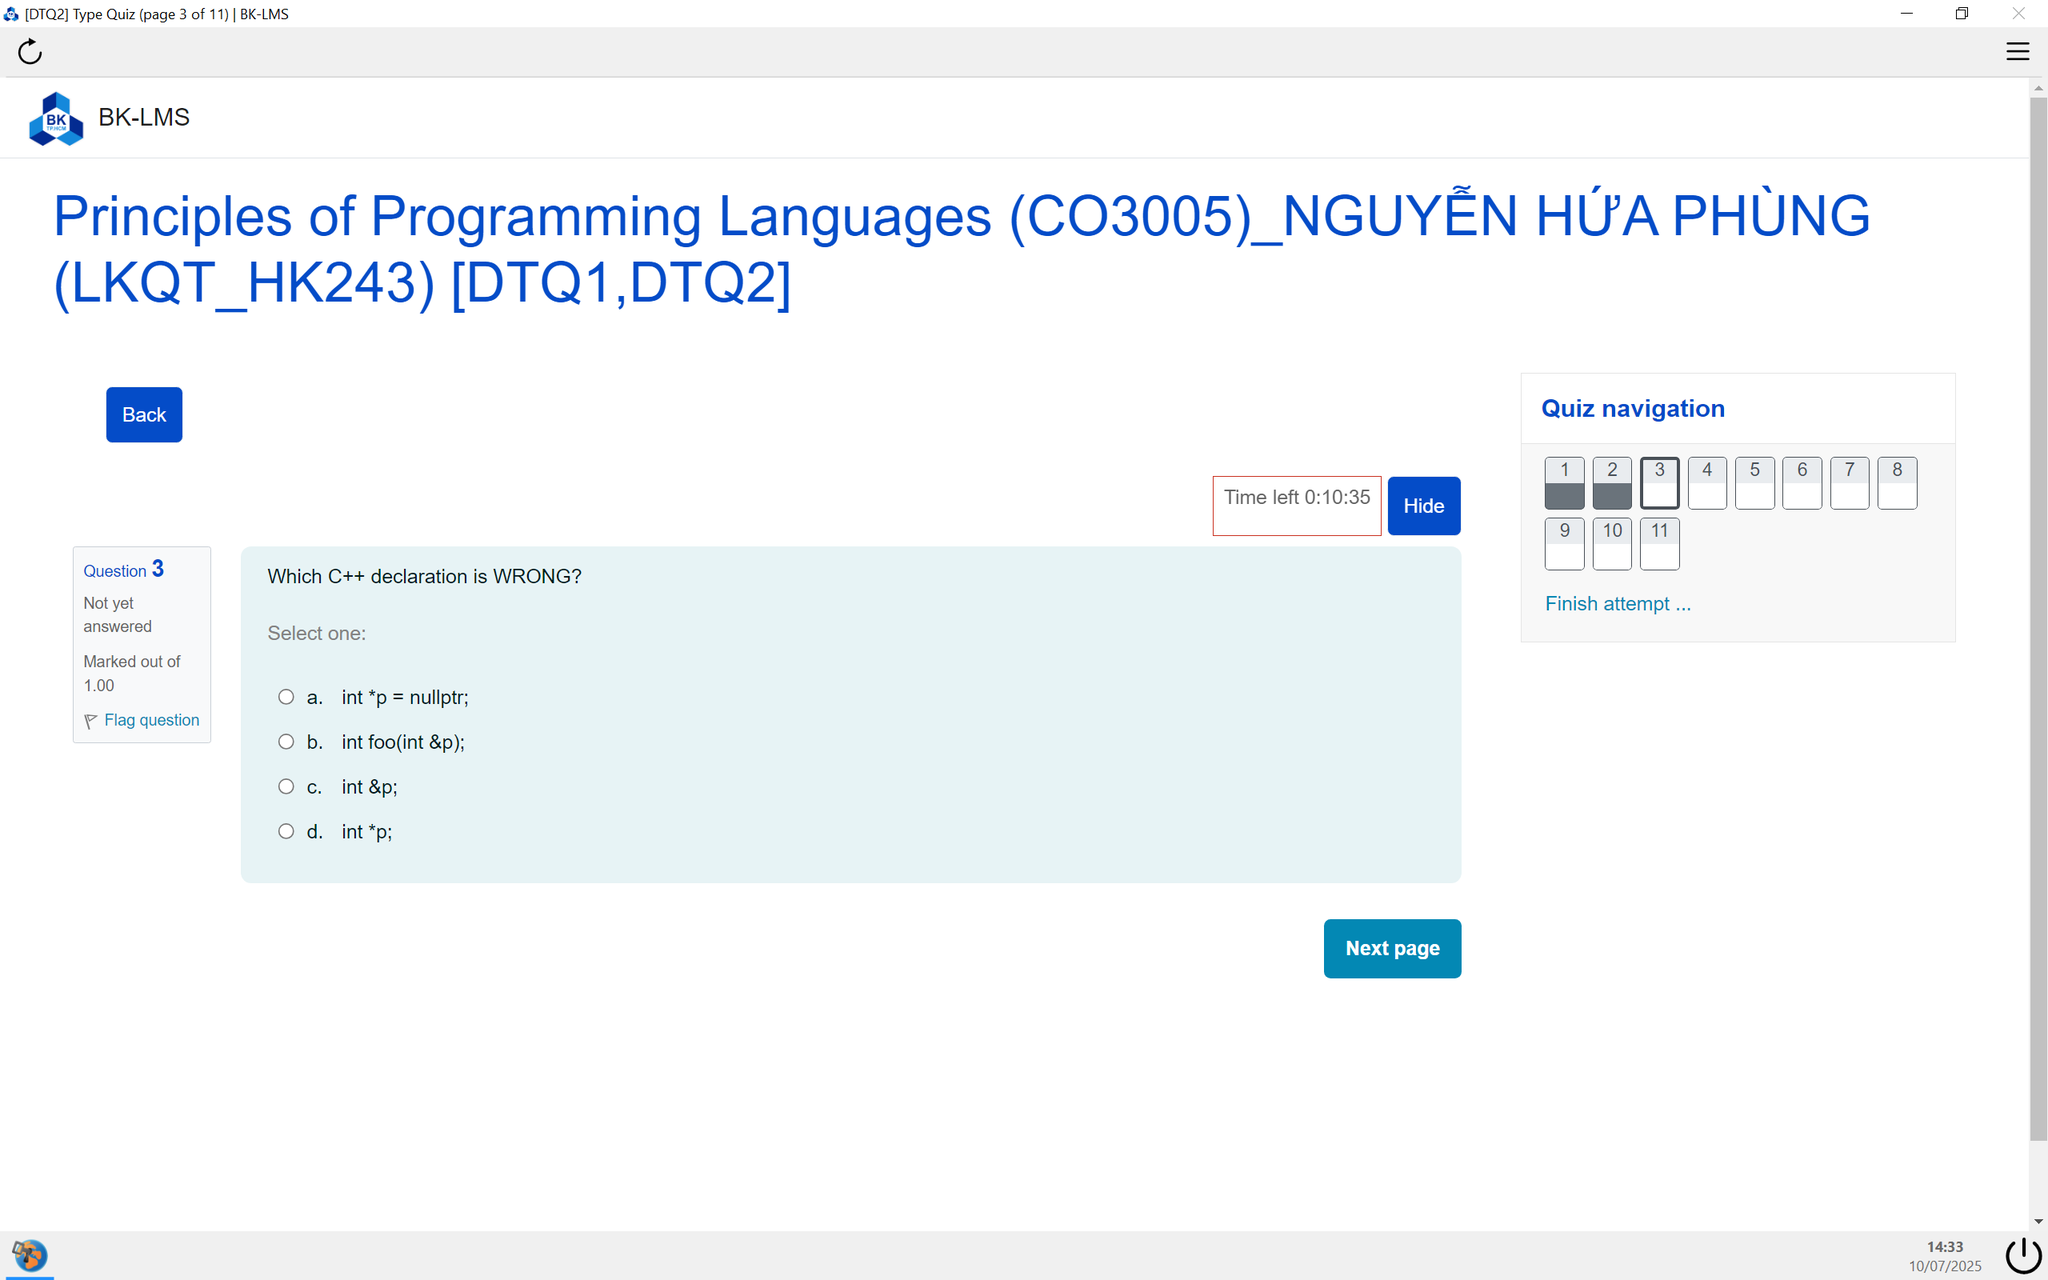 [DTQ2] Type Quiz (page 3 of 11) | BK-LMS
BK
TP.HCM
BK-LMS
Principles of Programming Languages (CO3005)_NGUYỄN HỨA PHÙNG
(LKQT_HK243) [DTQ1,DTQ2]
Back
Time left 0:10:35
Hide
Question 3
Not yet
answered
Marked out of
1.00
Flag question
Which C++ declaration is WRONG?
Select one:
a. int *p = nullptr;
b. int foo(int &p);
c. int &p;
d. int *p;
Next page
Quiz navigation
1 2 3 4 5 6 7 8
9 10 11
Finish attempt ...
14:33
10/07/2025